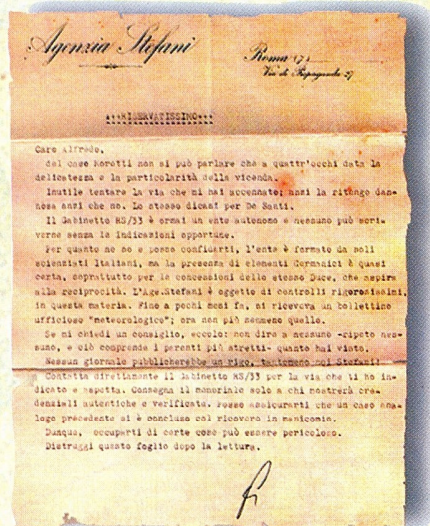 Agenzia Stefani
Roma (7)
Via di Propaganda 27
+++RISERVATISSIMO+++
Caro Alfredo,
del caso Moretti non si può parlare che a quattr'occhi data la
delicatezza e la particolarità della vicenda.
Inutile tentare la via che mi hai accennato; anzi la ritengo dan-
nosa anzi che no. Lo stesso dicasi per De Santi.
Il Gabinetto RS/33 è ormai un ente autonomo e nessuno può scri-
verne senza le indicazioni opportune.
Per quanto ne so e posso confidarti, l'ente è formato da soli
scienziati Italiani, ma la presenza di elementi Germanici è quasi
certa, soprattutto per le concessioni dello stesso Duce, che aspira
alla reciprocità. L'Age.Stefani è oggetto di controlli rigorosissimi,
in questa materia. Fino a pochi mesi fa, si riceveva un bollettino
ufficioso "meteorologico"; ora non più nemmeno quello.
Se mi chiedi un consiglio, eccolo: non dire a nessuno -ripeto nes-
suno, e ciò comprende i parenti più stretti- quanto hai visto.
Nessun giornale pubblicherebbe un rigo, tantomeno noi Stefani!
Contatta direttamente il Gabinetto RS/33 per la via che ti ho in-
dicato e aspetta. Consegna il memoriale solo a chi mostrerà cre-
denziali autentiche e verificate. Posso assicurarti che un caso ana-
logo precedente si è concluso col ricovero in manicomio.
Dunque, occuparti di certe cose può essere pericoloso.
Distruggi questo foglio dopo la lettura.